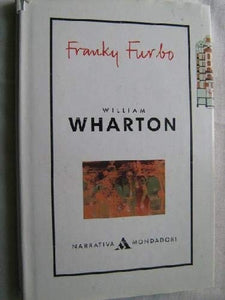 Franky Furbo
WILLIAM
WHARTON
NARRATIVA MONDADORI